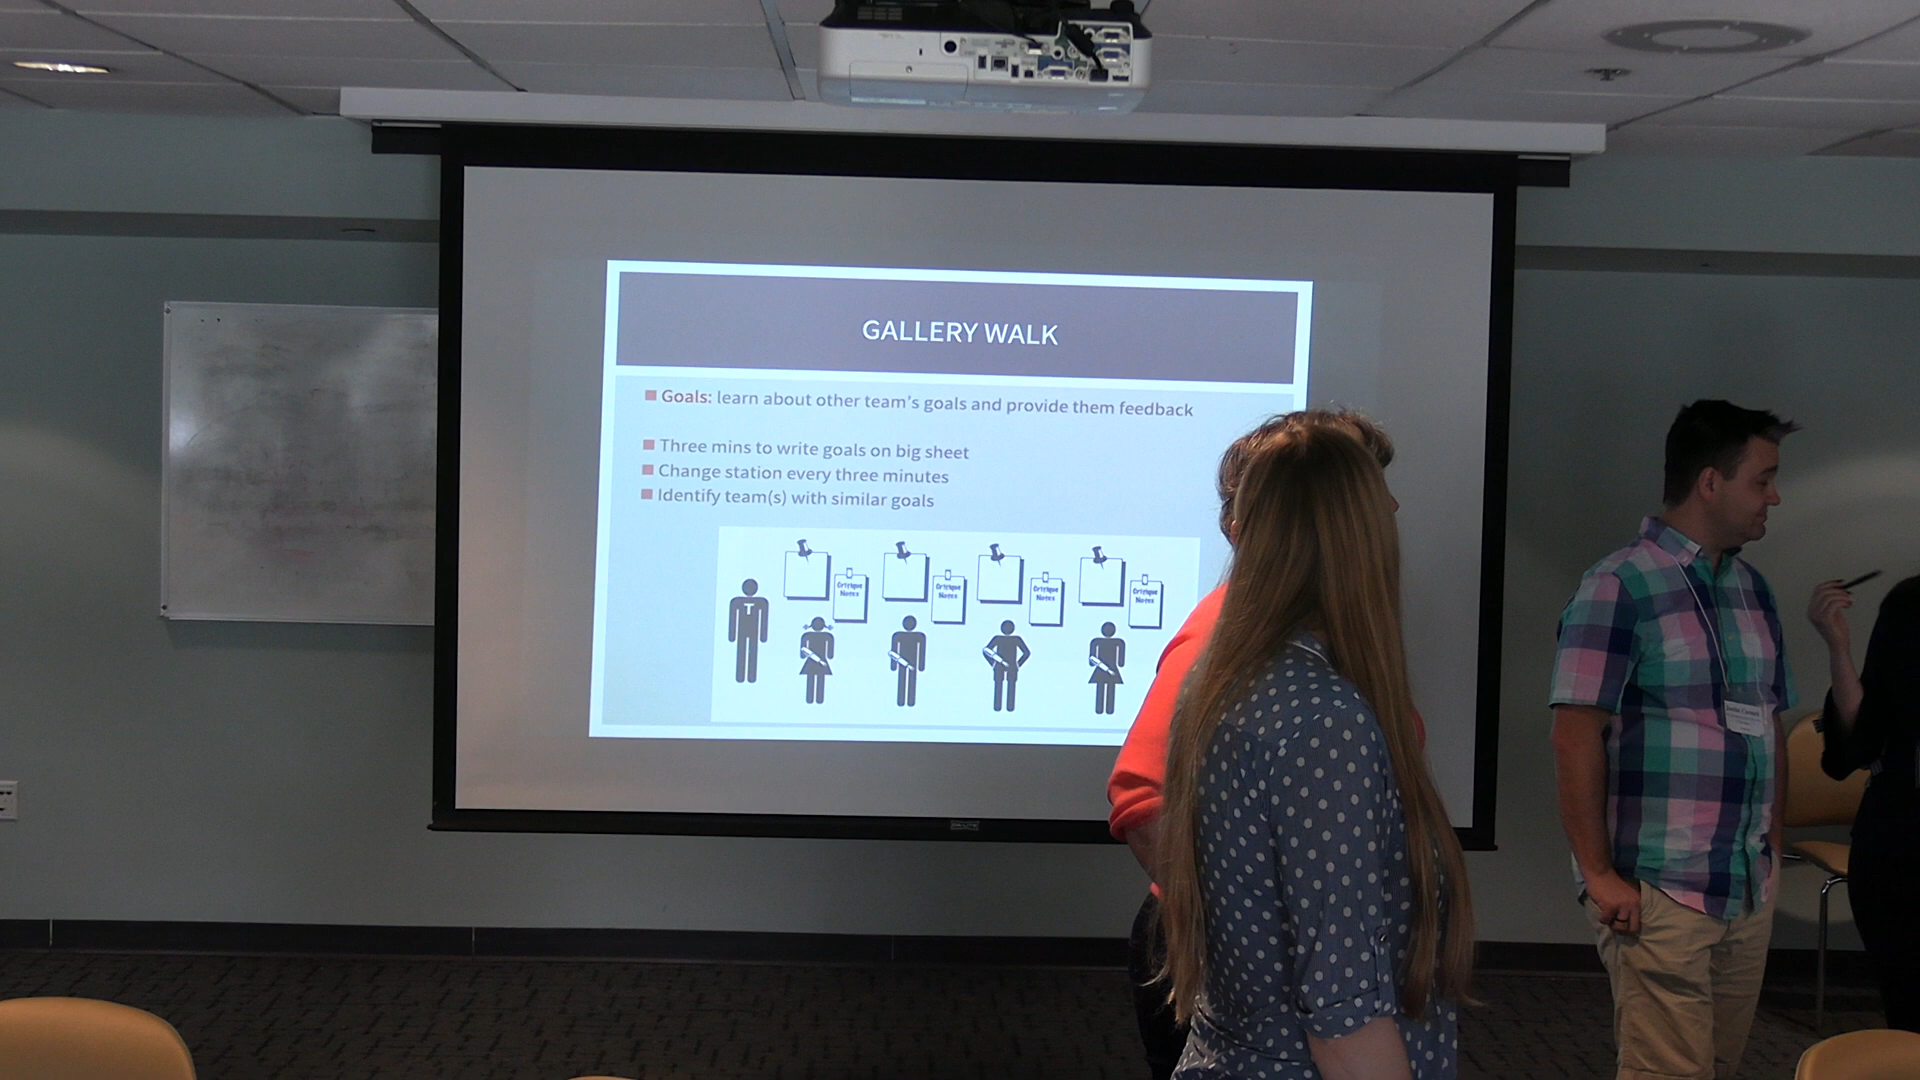 GALLERY WALK
Goals: learn about other team's goals and provide them feedback
Three mins to write goals on big sheet
Change station every three minutes
Identify team(s) with similar goals
Critique
Notes
Critique
Notes
Critique
Notes
Critique
Notes
T
DA-LITE